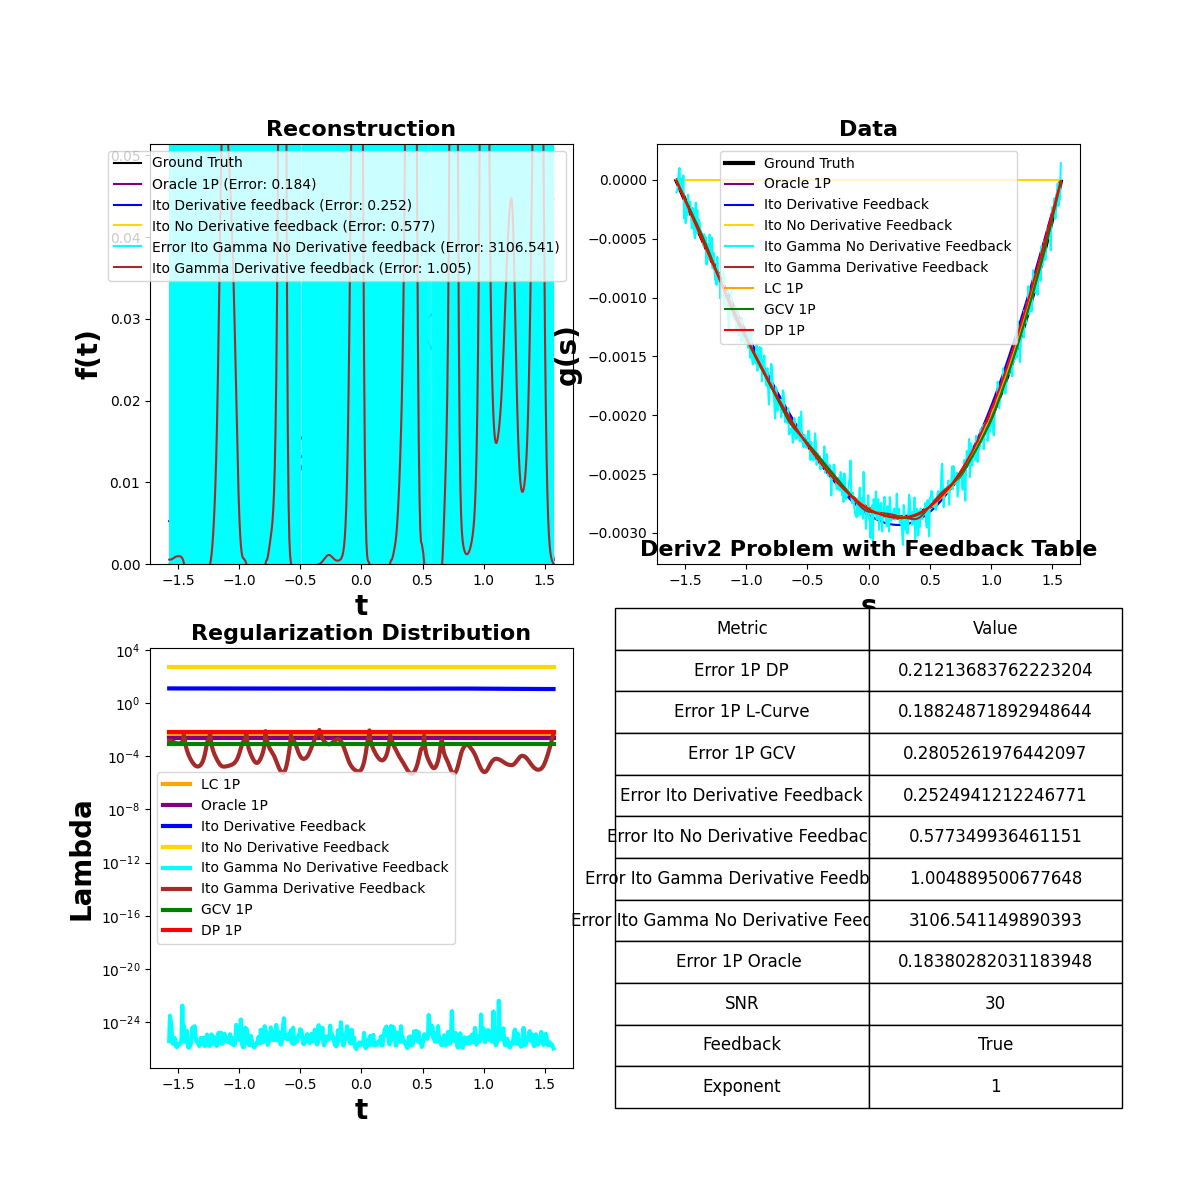 Reconstruction
Data
Ground Truth
Oracle 1P (Error: 0.184)
Ito Derivative feedback (Error: 0.252)
Ito No Derivative feedback (Error: 0.577)
Error Ito Gamma No Derivative feedback (Error: 3106.541)
Ito Gamma Derivative feedback (Error: 1.005)
0.05
0.04
0.03
0.02
0.01
0.00
f(t)
−1.5 −1.0 −0.5 0.0 0.5 1.0 1.5
t
Ground Truth
Oracle 1P
Ito Derivative Feedback
Ito No Derivative Feedback
Ito Gamma No Derivative Feedback
Ito Gamma Derivative Feedback
LC 1P
GCV 1P
DP 1P
0.0000
−0.0005
−0.0010
−0.0015
−0.0020
−0.0025
−0.0030
g(s)
−1.5 −1.0 −0.5 0.0 0.5 1.0 1.5
s
Regularization Distribution
10^4
10^0
10^−4
10^−8
10^−12
10^−16
10^−20
10^−24
Lambda
LC 1P
Oracle 1P
Ito Derivative Feedback
Ito No Derivative Feedback
Ito Gamma No Derivative Feedback
Ito Gamma Derivative Feedback
GCV 1P
DP 1P
−1.5 −1.0 −0.5 0.0 0.5 1.0 1.5
t
Deriv2 Problem with Feedback Table
Metric Value
Error 1P DP 0.21213683762223204
Error 1P L-Curve 0.18824871892948644
Error 1P GCV 0.2805261976442097
Error Ito Derivative Feedback 0.2524941212246771
Error Ito No Derivative Feedbac 0.577349936461151
Error Ito Gamma Derivative Feedb 1.004889500677648
Error Ito Gamma No Derivative Feed 3106.541149890393
Error 1P Oracle 0.18380282031183948
SNR 30
Feedback True
Exponent 1